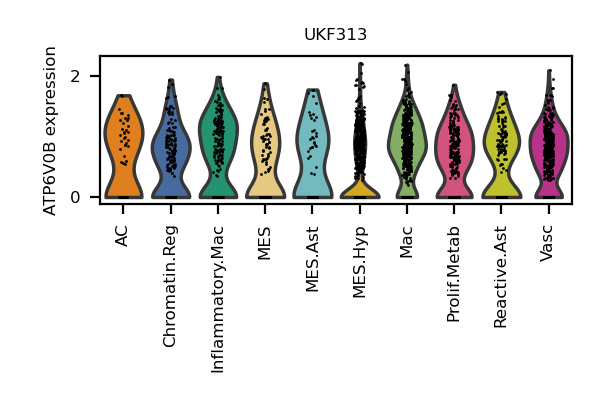 UKF313
ATP6V0B expression
2
0
AC
Chromatin.Reg
Inflammatory.Mac
MES
MES.Ast
MES.Hyp
Mac
Prolif.Metab
Reactive.Ast
Vasc